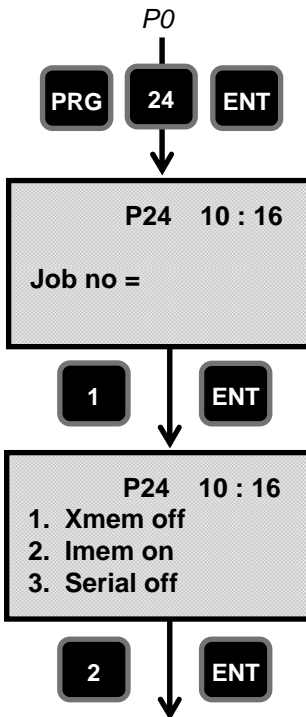 P0
PRG 24 ENT
P24 10 : 16
Job no =
1 ENT
P24 10 : 16
1. Xmem off
2. Imem on
3. Serial off
2 ENT